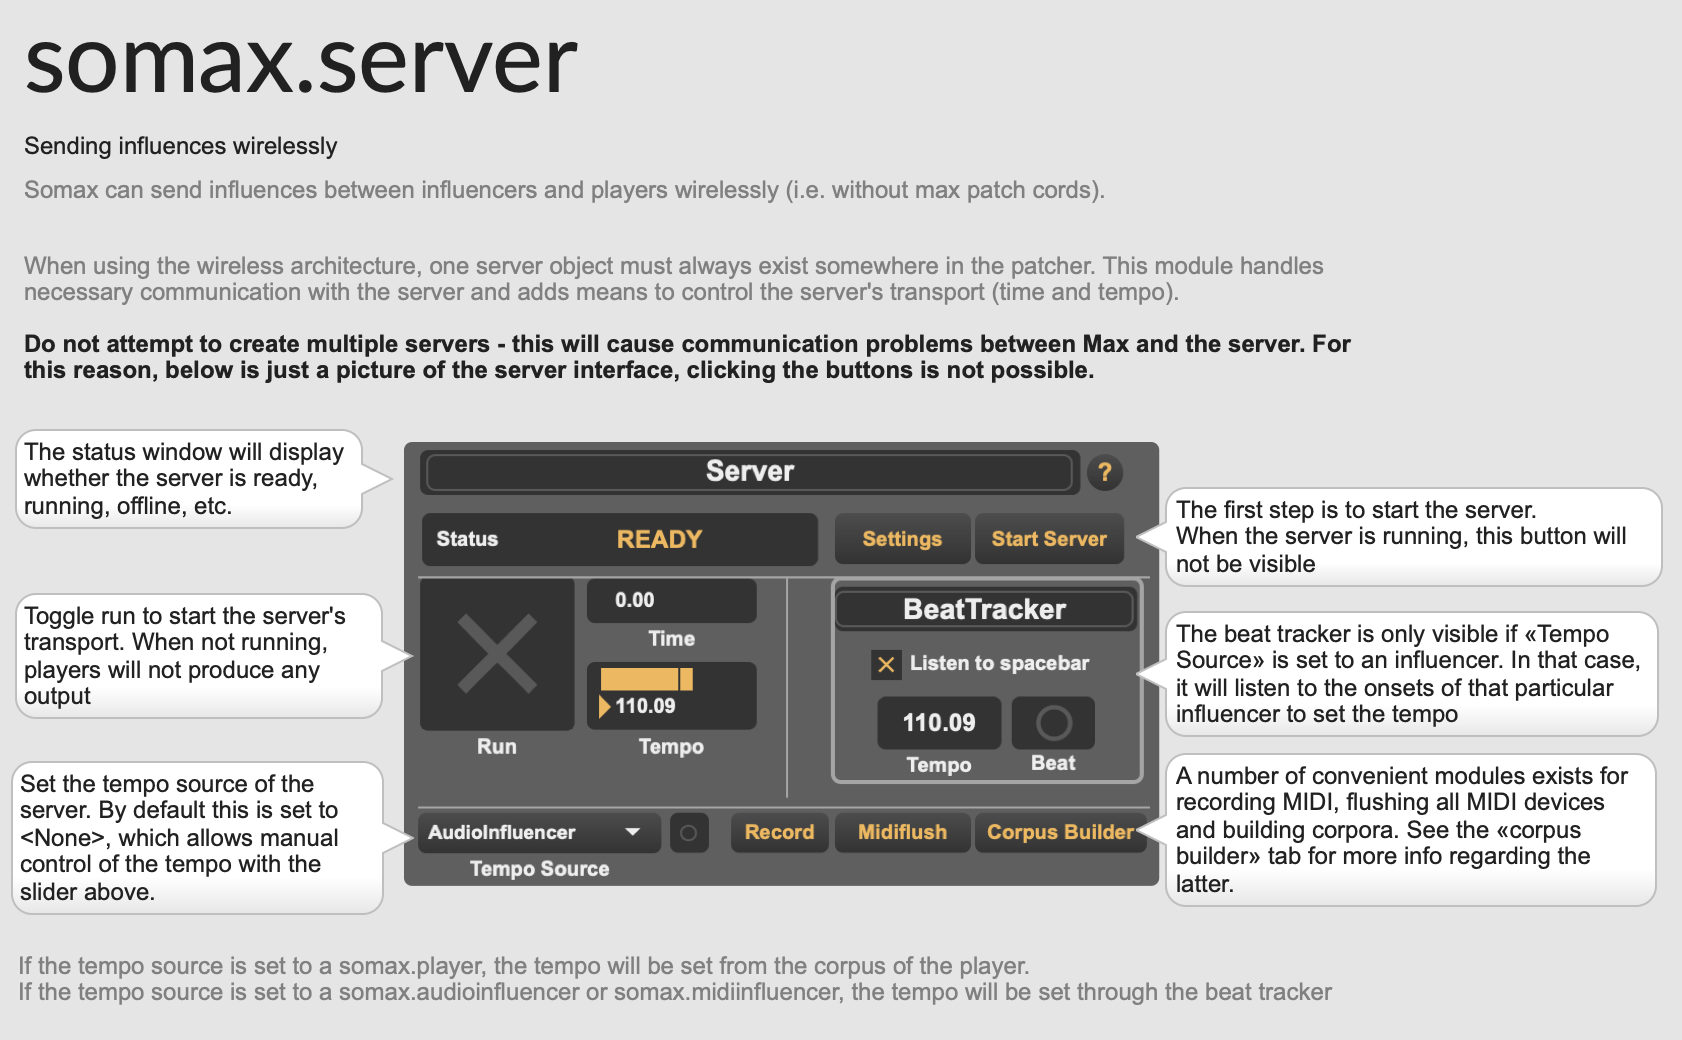 somax.server
Sending influences wirelessly
Somax can send influences between influencers and players wirelessly (i.e. without max patch cords).
When using the wireless architecture, one server object must always exist somewhere in the patcher. This module handles
necessary communication with the server and adds means to control the server's transport (time and tempo).
Do not attempt to create multiple servers - this will cause communication problems between Max and the server. For
this reason, below is just a picture of the server interface, clicking the buttons is not possible.
The status window will display
whether the server is ready,
running, offline, etc.
Toggle run to start the server's
transport. When not running,
players will not produce any
output
Set the tempo source of the
server. By default this is set to
<None>, which allows manual
control of the tempo with the
slider above.
Server
?
Status
READY
Settings
Start Server
0.00
Time
110.09
Run
Tempo
BeatTracker
Listen to spacebar
110.09
Tempo
Beat
AudioInfluencer
Tempo Source
Record
Midiflush
Corpus Builder
The first step is to start the server.
When the server is running, this button will
not be visible
The beat tracker is only visible if «Tempo
Source» is set to an influencer. In that case,
it will listen to the onsets of that particular
influencer to set the tempo
A number of convenient modules exists for
recording MIDI, flushing all MIDI devices
and building corpora. See the «corpus
builder» tab for more info regarding the
latter.
If the tempo source is set to a somax.player, the tempo will be set from the corpus of the player.
If the tempo source is set to a somax.audioinfluencer or somax.midiinfluencer, the tempo will be set through the beat tracker